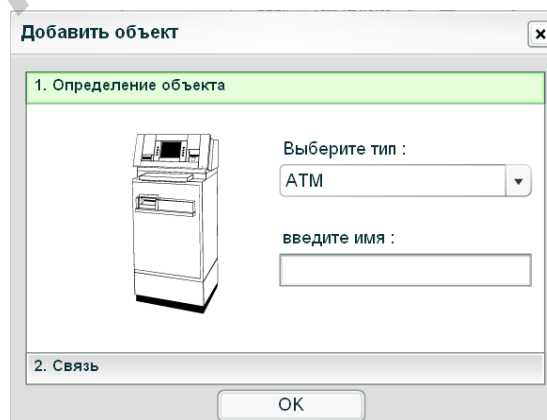 Добавить объект
1. Определение объекта
Выберите тип :
ATM
введите имя :
2. Связь
OK